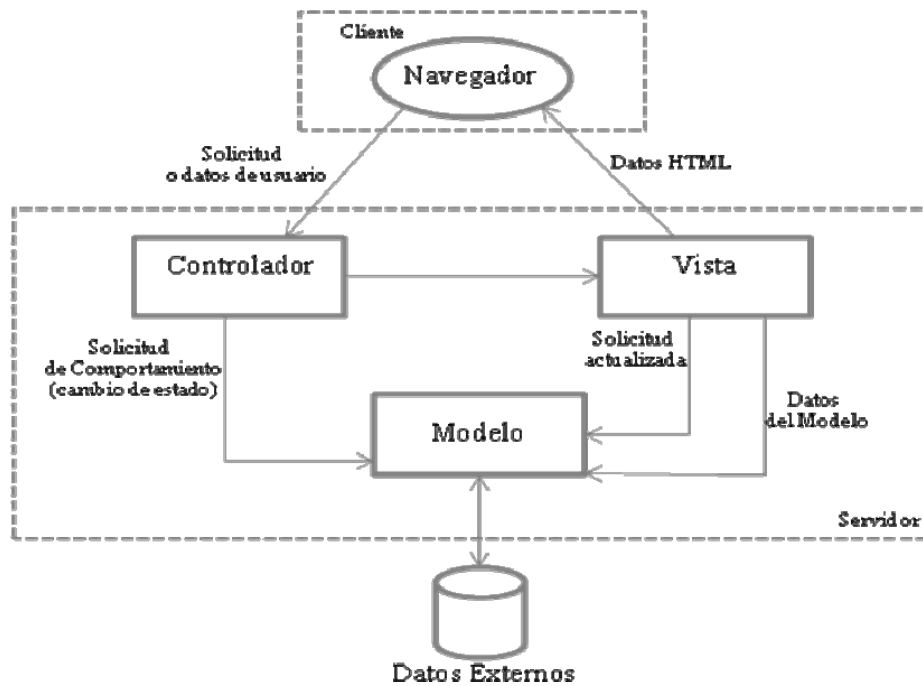 Cliente
Navegador
Solicitud
o datos de usuario
Datos HTML
Controlador
Vista
Solicitud
de Comportamiento
(cambio de estado)
Solicitud
actualizada
Datos
del Modelo
Modelo
Servidor
Datos Externos